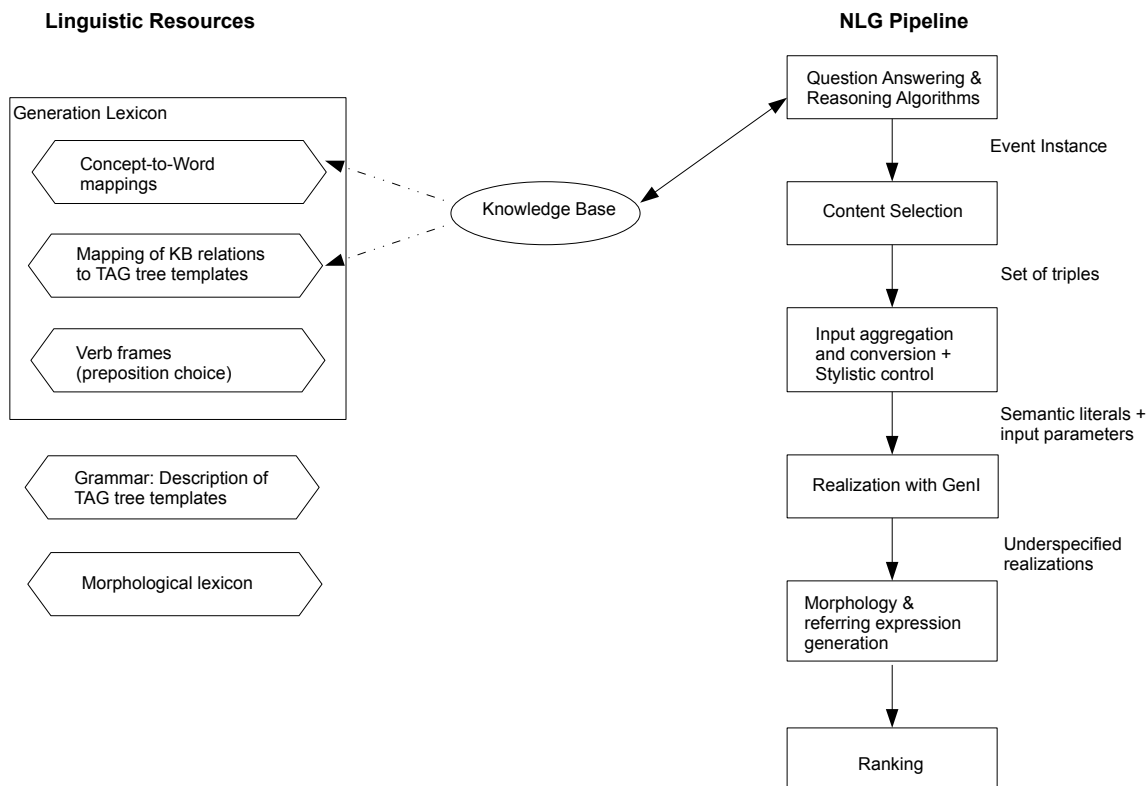 Linguistic Resources
NLG Pipeline
Generation Lexicon
Concept-to-Word
mappings
Mapping of KB relations
to TAG tree templates
Verb frames
(preposition choice)
Grammar: Description of
TAG tree templates
Morphological lexicon
Knowledge Base
Question Answering &
Reasoning Algorithms
Event Instance
Content Selection
Set of triples
Input aggregation
and conversion +
Stylistic control
Semantic literals +
input parameters
Realization with GenI
Underspecified
realizations
Morphology &
referring expression
generation
Ranking